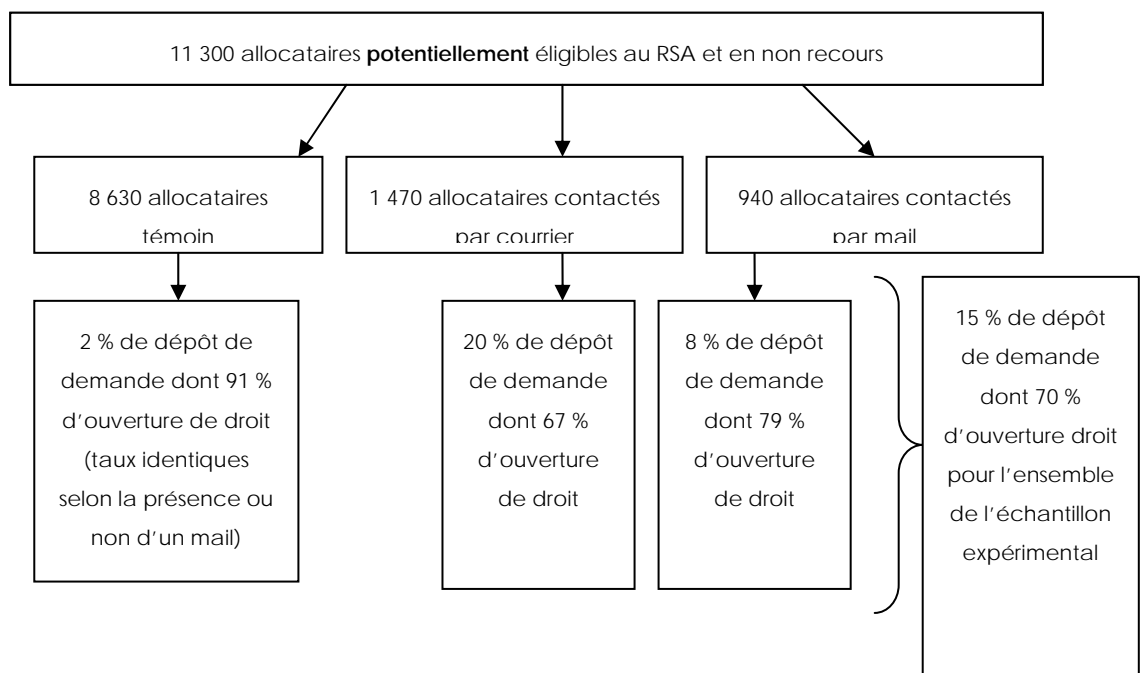 11 300 allocataires potentiellement éligibles au RSA et en non recours
8 630 allocataires
témoin
1 470 allocataires contactés
par courrier
940 allocataires contactés
par mail
2 % de dépôt de
demande dont 91 %
d'ouverture de droit
(taux identiques
selon la présence ou
non d'un mail)
20 % de dépôt
de demande
dont 67 %
d'ouverture
de droit
8 % de dépôt
de demande
dont 79 %
d'ouverture
de droit
15 % de dépôt
de demande
dont 70 %
d'ouverture droit
pour l'ensemble
de l'échantillon
expérimental